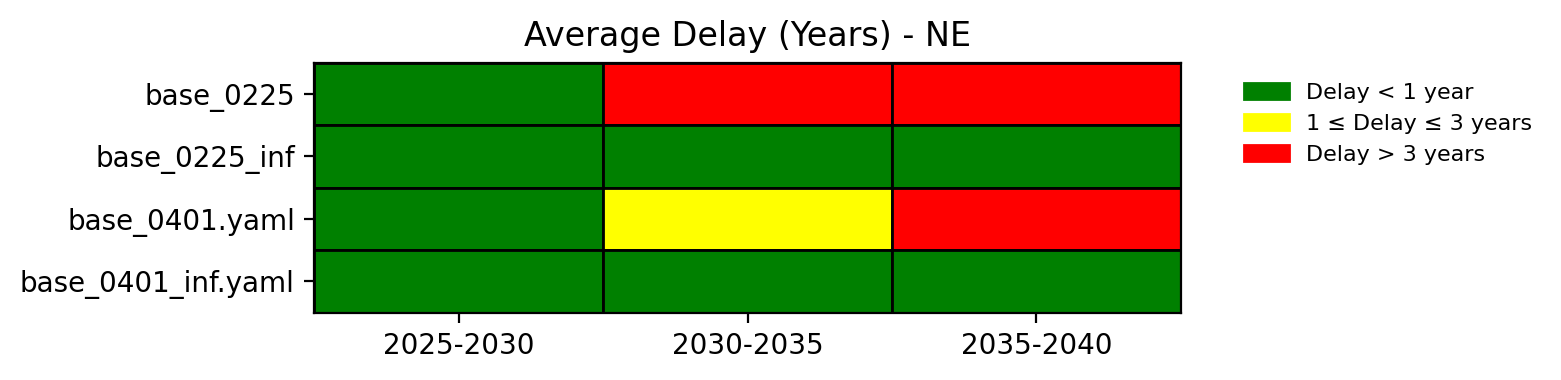 Average Delay (Years) - NE
base_0225
base_0225_inf
base_0401.yaml
base_0401_inf.yaml
2025-2030 2030-2035 2035-2040
Delay < 1 year
1 ≤ Delay ≤ 3 years
Delay > 3 years